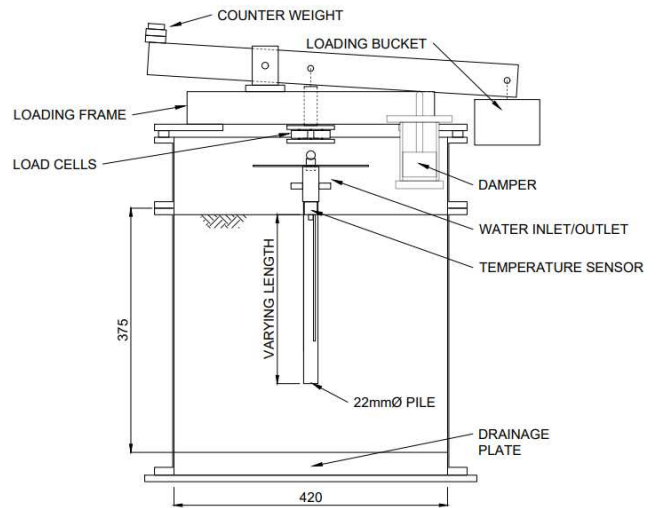 COUNTER WEIGHT
LOADING BUCKET
LOADING FRAME
LOAD CELLS
DAMPER
WATER INLET/OUTLET
TEMPERATURE SENSOR
VARYING LENGTH
375
22mmØ PILE
DRAINAGE
PLATE
420